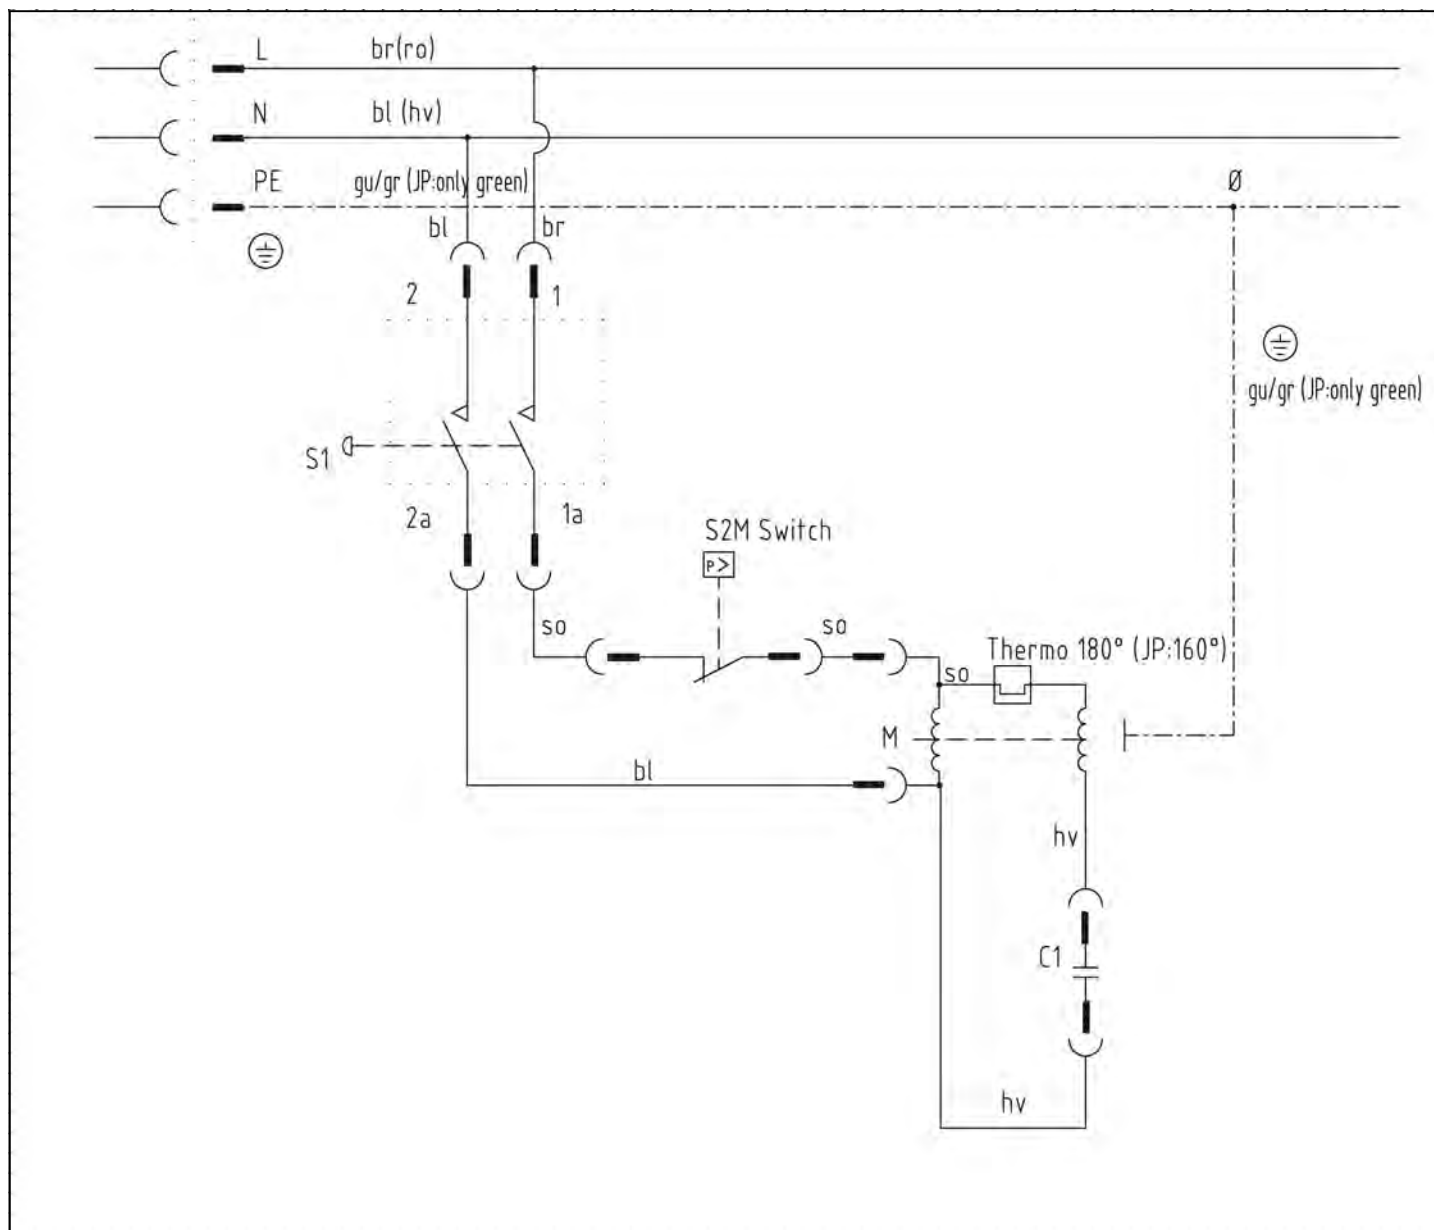 L
br(ro)
N
bl (hv)
PE
gu/gr (JP:only green)
Ø
bl
br
2
1
gu/gr (JP:only green)
S1
2a
1a
S2M Switch
P>
so
so
Thermo 180° (JP:160°)
so
M
bl
hv
C1
hv